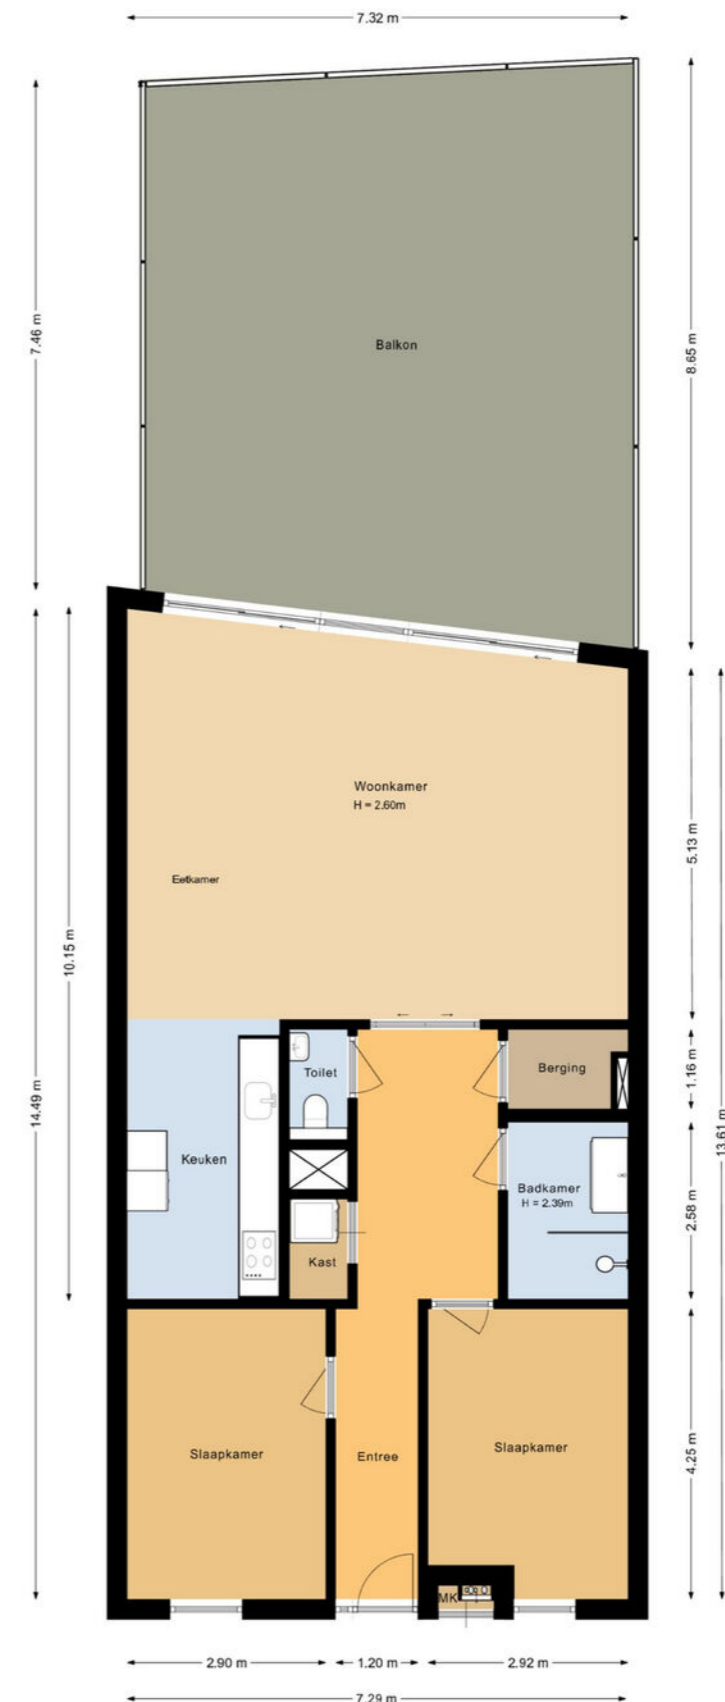 7.32 m
7.46 m
8.65 m
Balkon
Woonkamer
H = 2.60m
Eetkamer
5.13 m
10.15 m
14.49 m
13.61 m
Toilet
Berging
1.16 m
Keuken
Badkamer
H = 2.39m
2.58 m
Kast
Slaapkamer
Entree
Slaapkamer
4.25 m
MK
2.90 m
1.20 m
2.92 m
7.29 m